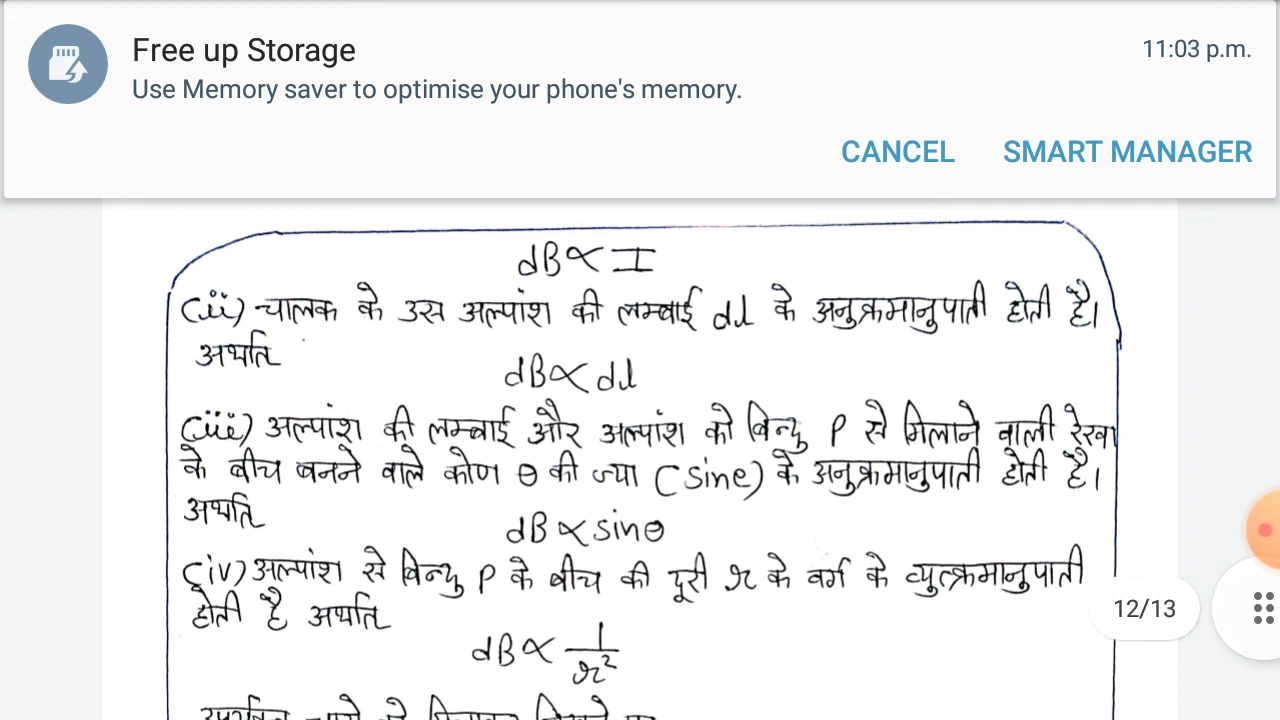 Free up Storage
11:03 p.m.
Use Memory saver to optimise your phone's memory.
CANCEL SMART MANAGER
dB ∝ I
(ii) चालक के उस अल्पांश की लम्बाई dl के अनुक्रमानुपाती होती है।
अर्थात
dB ∝ dl
(iii) अल्पांश की लम्बाई और अल्पांश को बिन्दु P से मिलाने वाली रेखा
के बीच बनने वाले कोण θ की ज्या (sine) के अनुक्रमानुपाती होती है।
अर्थात
dB ∝ sinθ
(iv) अल्पांश से बिन्दु P के बीच की दूरी r के वर्ग के व्युत्क्रमानुपाती
होती है अर्थात
dB ∝ 1/r²
12/13